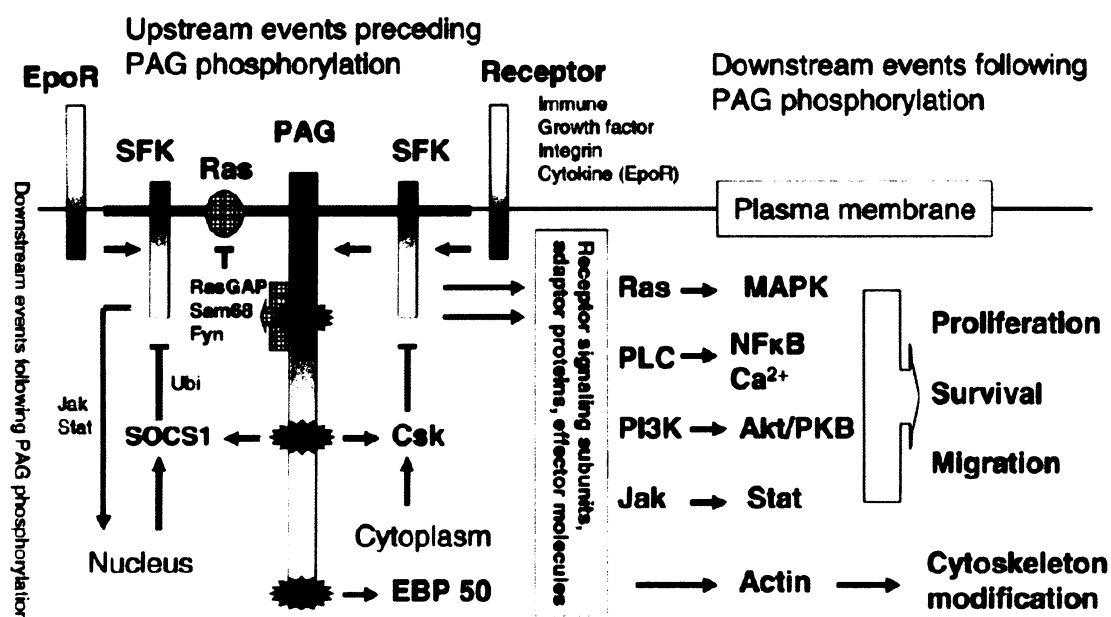 Upstream events preceding
PAG phosphorylation
EpoR
Receptor
Immune
Growth factor
Integrin
Cytokine (EpoR)
Downstream events following
PAG phosphorylation
SFK
Ras
PAG
SFK
Plasma membrane
Downstream events following PAG phosphorylation
RasGAP
Sam68
Fyn
Ubi
Jak
Stat
SOCS1
Csk
Nucleus
Cytoplasm
EBP 50
Receptor signaling subunits,
adaptor proteins, effector molecules
Ras
MAPK
PLC
NFκB
Ca²⁺
PI3K
Akt/PKB
Jak
Stat
Proliferation
Survival
Migration
Actin
Cytoskeleton
modification